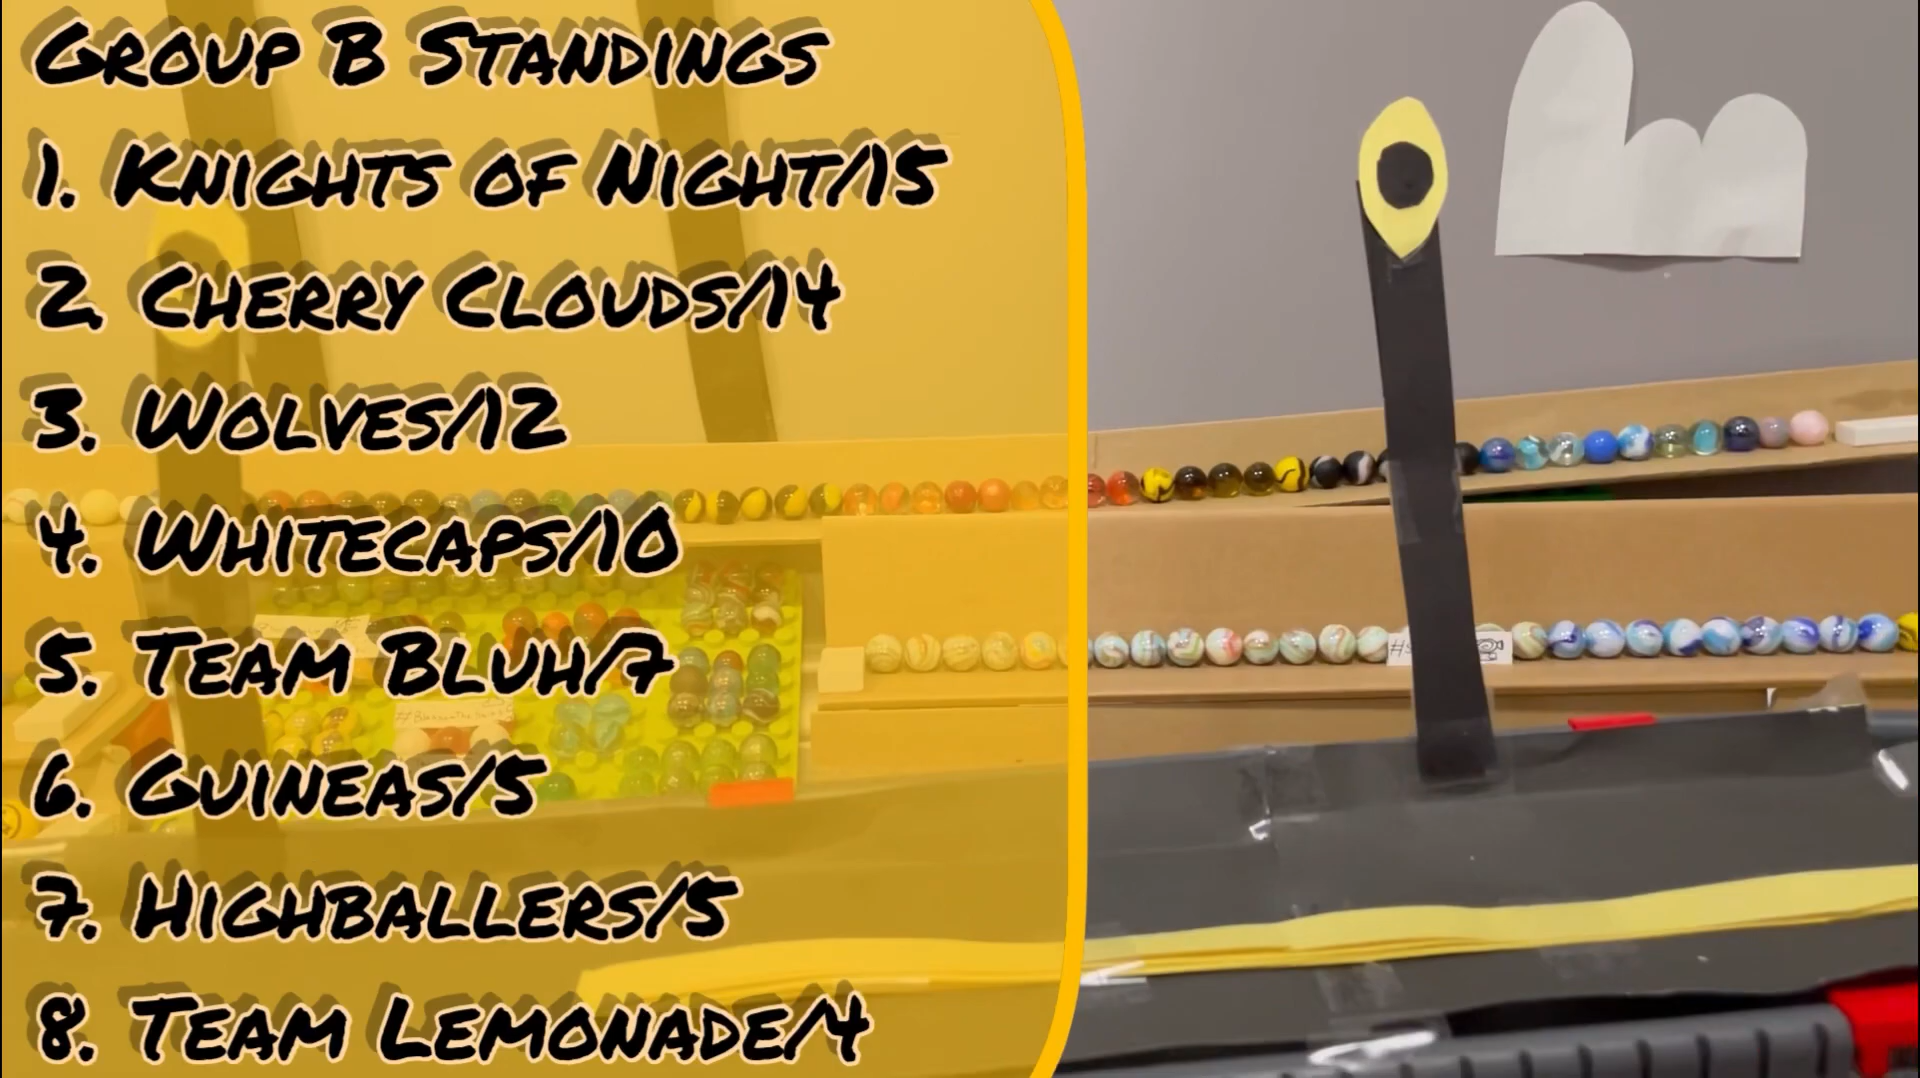 Group B Standings
1. Knights of Night/15
2. Cherry Clouds/14
3. Wolves/12
4. Whitecaps/10
5. Team Bluh/7
6. Guineas/5
7. Highballers/5
8. Team Lemonade/4